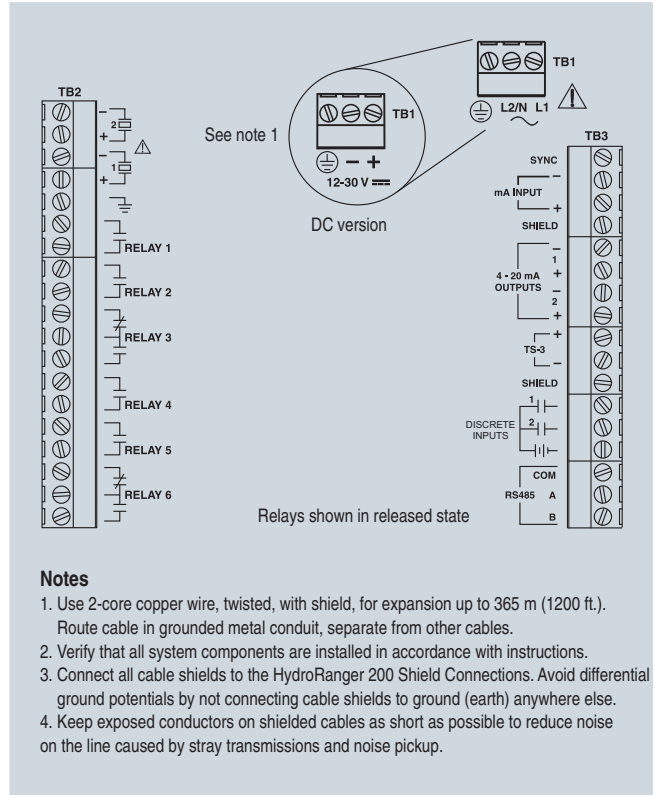 TB2
2
–
+
1
–
+
RELAY 1
RELAY 2
RELAY 3
RELAY 4
RELAY 5
RELAY 6
See note 1
TB1
– +
12-30 V
DC version
TB1
L2/N L1
TB3
SYNC
–
mA INPUT
+
SHIELD
–
1
+
4 - 20 mA
OUTPUTS
–
2
+
+
TS-3
–
SHIELD
1
2
DISCRETE
INPUTS
COM
RS485 A
B
Relays shown in released state
Notes
1. Use 2-core copper wire, twisted, with shield, for expansion up to 365 m (1200 ft.).
Route cable in grounded metal conduit, separate from other cables.
2. Verify that all system components are installed in accordance with instructions.
3. Connect all cable shields to the HydroRanger 200 Shield Connections. Avoid differential
ground potentials by not connecting cable shields to ground (earth) anywhere else.
4. Keep exposed conductors on shielded cables as short as possible to reduce noise
on the line caused by stray transmissions and noise pickup.